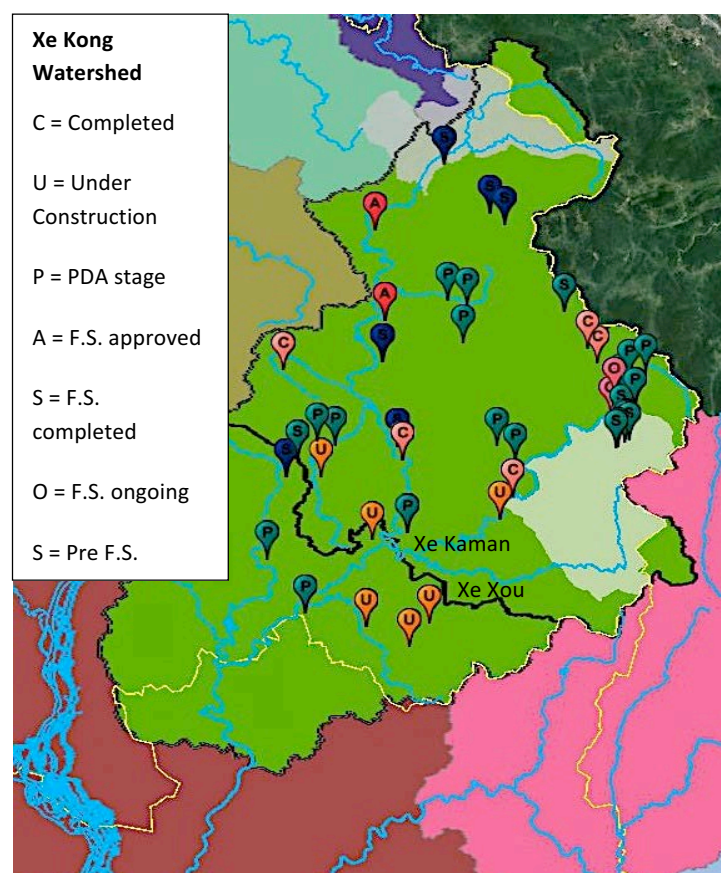 Xe Kong
Watershed
C = Completed
U = Under
Construction
P = PDA stage
A = F.S. approved
S = F.S.
completed
O = F.S. ongoing
S = Pre F.S.
S
S S
A
P P
S
A
P
C
C
S
C
P P
O
P
S
S
P P
S
C
P
P
S
U
S
C
U
P
U
P
Xe Kaman
Xe Xou
P
U
U
U